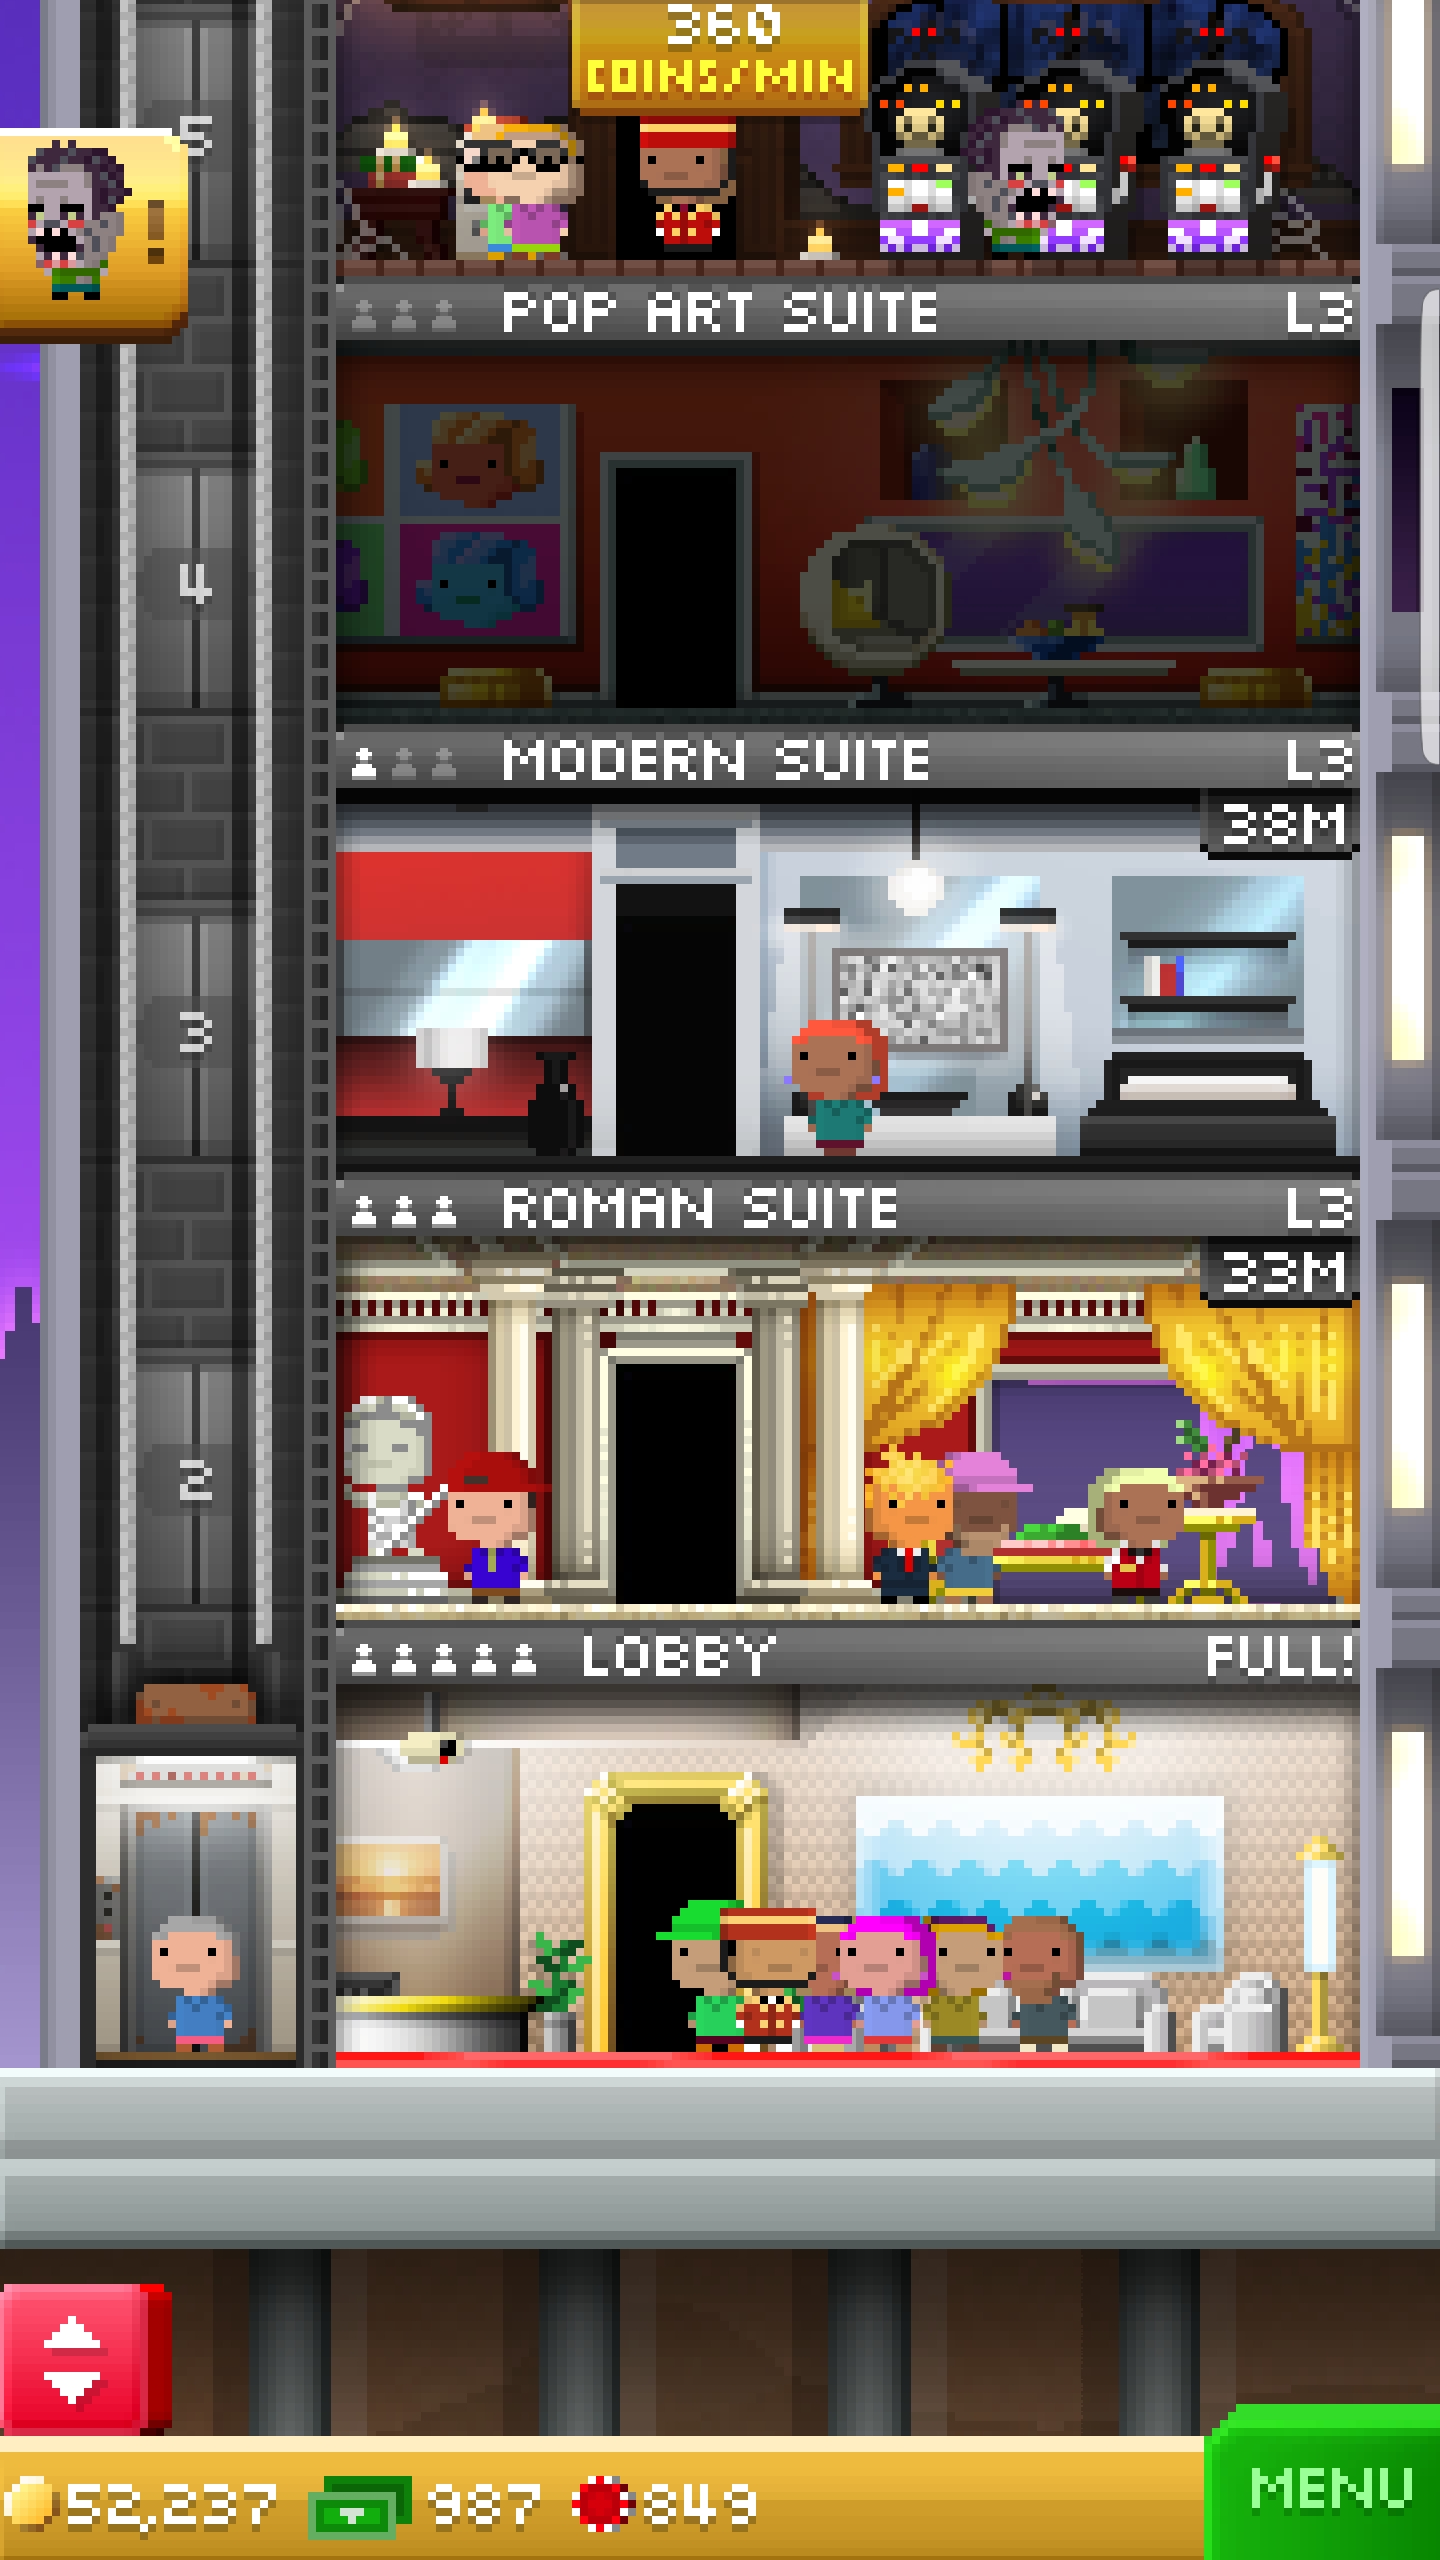 360
COINS/MIN
5
POP ART SUITE L3
4
MODERN SUITE L3
38M
3
ROMAN SUITE L3
33M
2
LOBBY FULL!
52,237 987 849
MENU